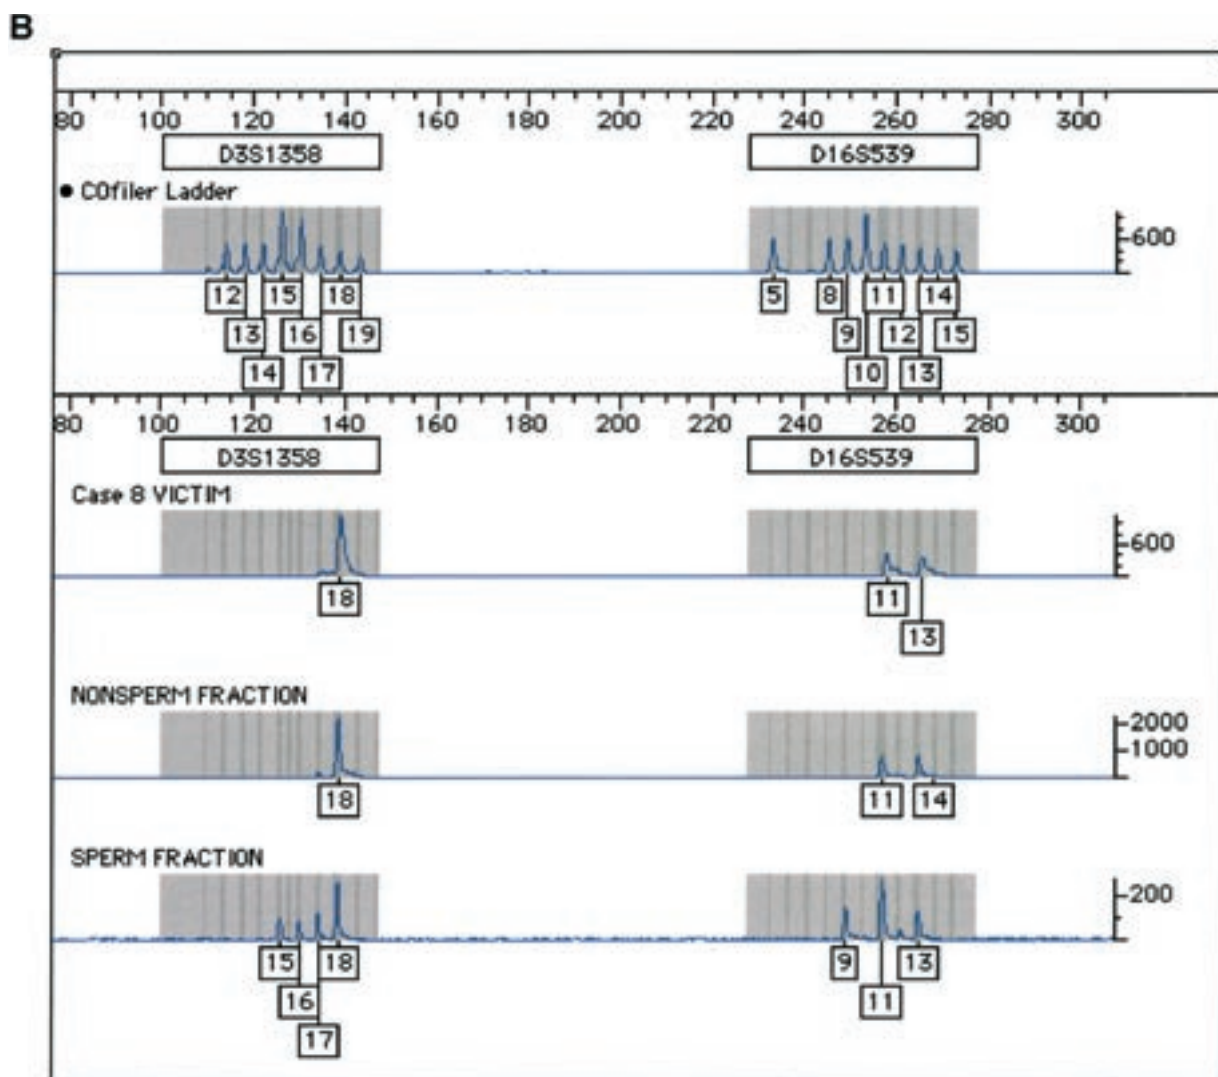 B
80 100 120 140 160 180 200 220 240 260 280 300
D3S1358 D16S539
● COfiler Ladder
600
12 15 18 5 8 11 14
13 16 19 9 12 15
14 17 10 13
80 100 120 140 160 180 200 220 240 260 280 300
D3S1358 D16S539
Case 8 VICTIM
600
18 11
13
NONSPERM FRACTION
2000
1000
18 11 14
SPERM FRACTION
200
15 18 9 13
16 11
17